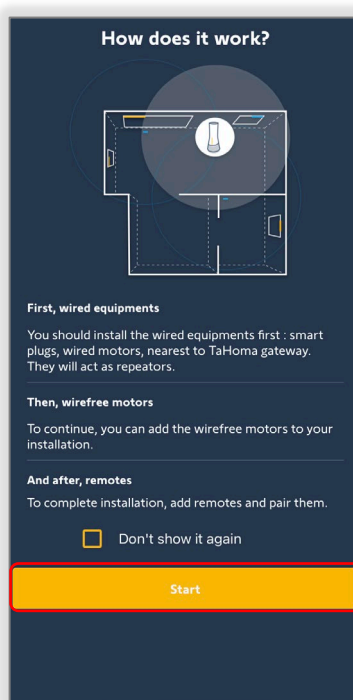 How does it work?
First, wired equipments
You should install the wired equipments first : smart
plugs, wired motors, nearest to TaHoma gateway.
They will act as repeators.
Then, wirefree motors
To continue, you can add the wirefree motors to your
installation.
And after, remotes
To complete installation, add remotes and pair them.
Don't show it again
Start